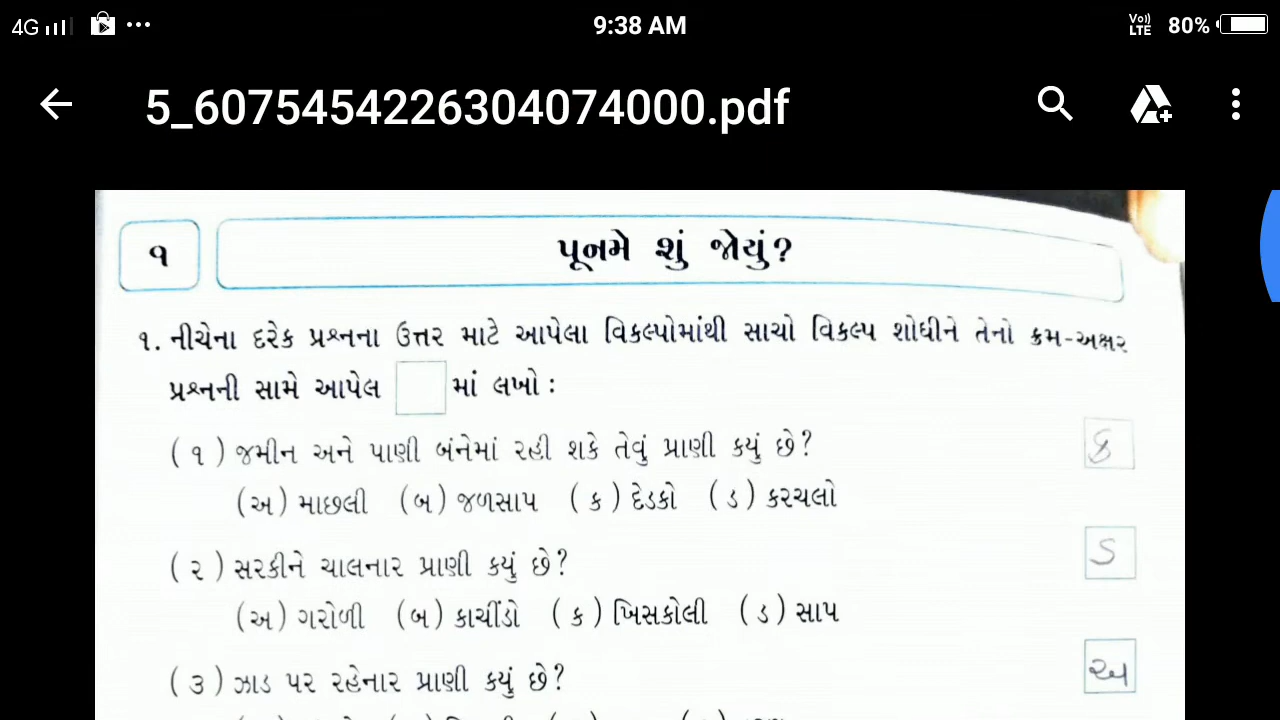 4G 9:38 AM Vo)) LTE 80%
5_6075454226304074000.pdf
૧ પૂનમે શું જોયું?
૧. નીચેના દરેક પ્રશ્નના ઉત્તર માટે આપેલા વિકલ્પોમાંથી સાચો વિકલ્પ શોધીને તેનો ક્રમ-અક્ષર
પ્રશ્નની સામે આપેલ માં લખો :
(૧) જમીન અને પાણી બંનેમાં રહી શકે તેવું પ્રાણી કયું છે? ક
(અ) માછલી (બ) જળસાપ (ક) દેડકો (ડ) કરચલો
(૨) સરકીને ચાલનાર પ્રાણી કયું છે? ડ
(અ) ગરોળી (બ) કાચીંડો (ક) ખિસકોલી (ડ) સાપ
(૩) ઝાડ પર રહેનાર પ્રાણી કયું છે? અ